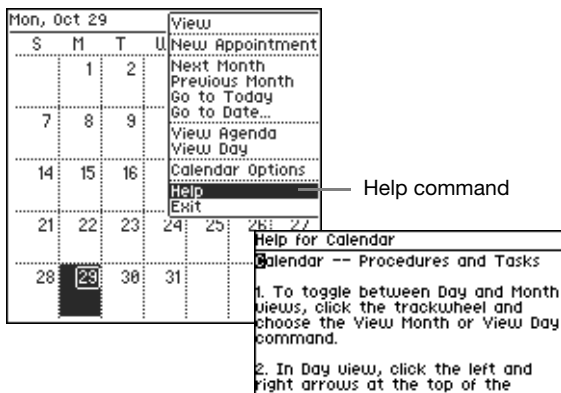 Mon, Oct 29
S M T W
1 2
7 8 9
14 15 16
21 22 23 24 25 26 27
28 29 30 31
View
New Appointment
Next Month
Previous Month
Go to Today
Go to Date...
View Agenda
View Day
Calendar Options
Help
Exit
Help command
Help for Calendar
Calendar -- Procedures and Tasks
1. To toggle between Day and Month
views, click the trackwheel and
choose the View Month or View Day
command.
2. In Day view, click the left and
right arrows at the top of the